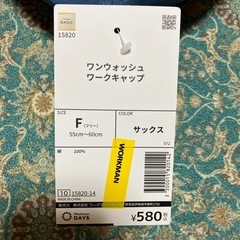 BASIC
15820
ワンウォッシュ
ワークキャップ
SIZE
F(フリー)
55cm〜60cm
COLOR
サックス
072
綿 100%
WORKMAN
10 15820-14
MADE IN CHINA
DAYS
¥580